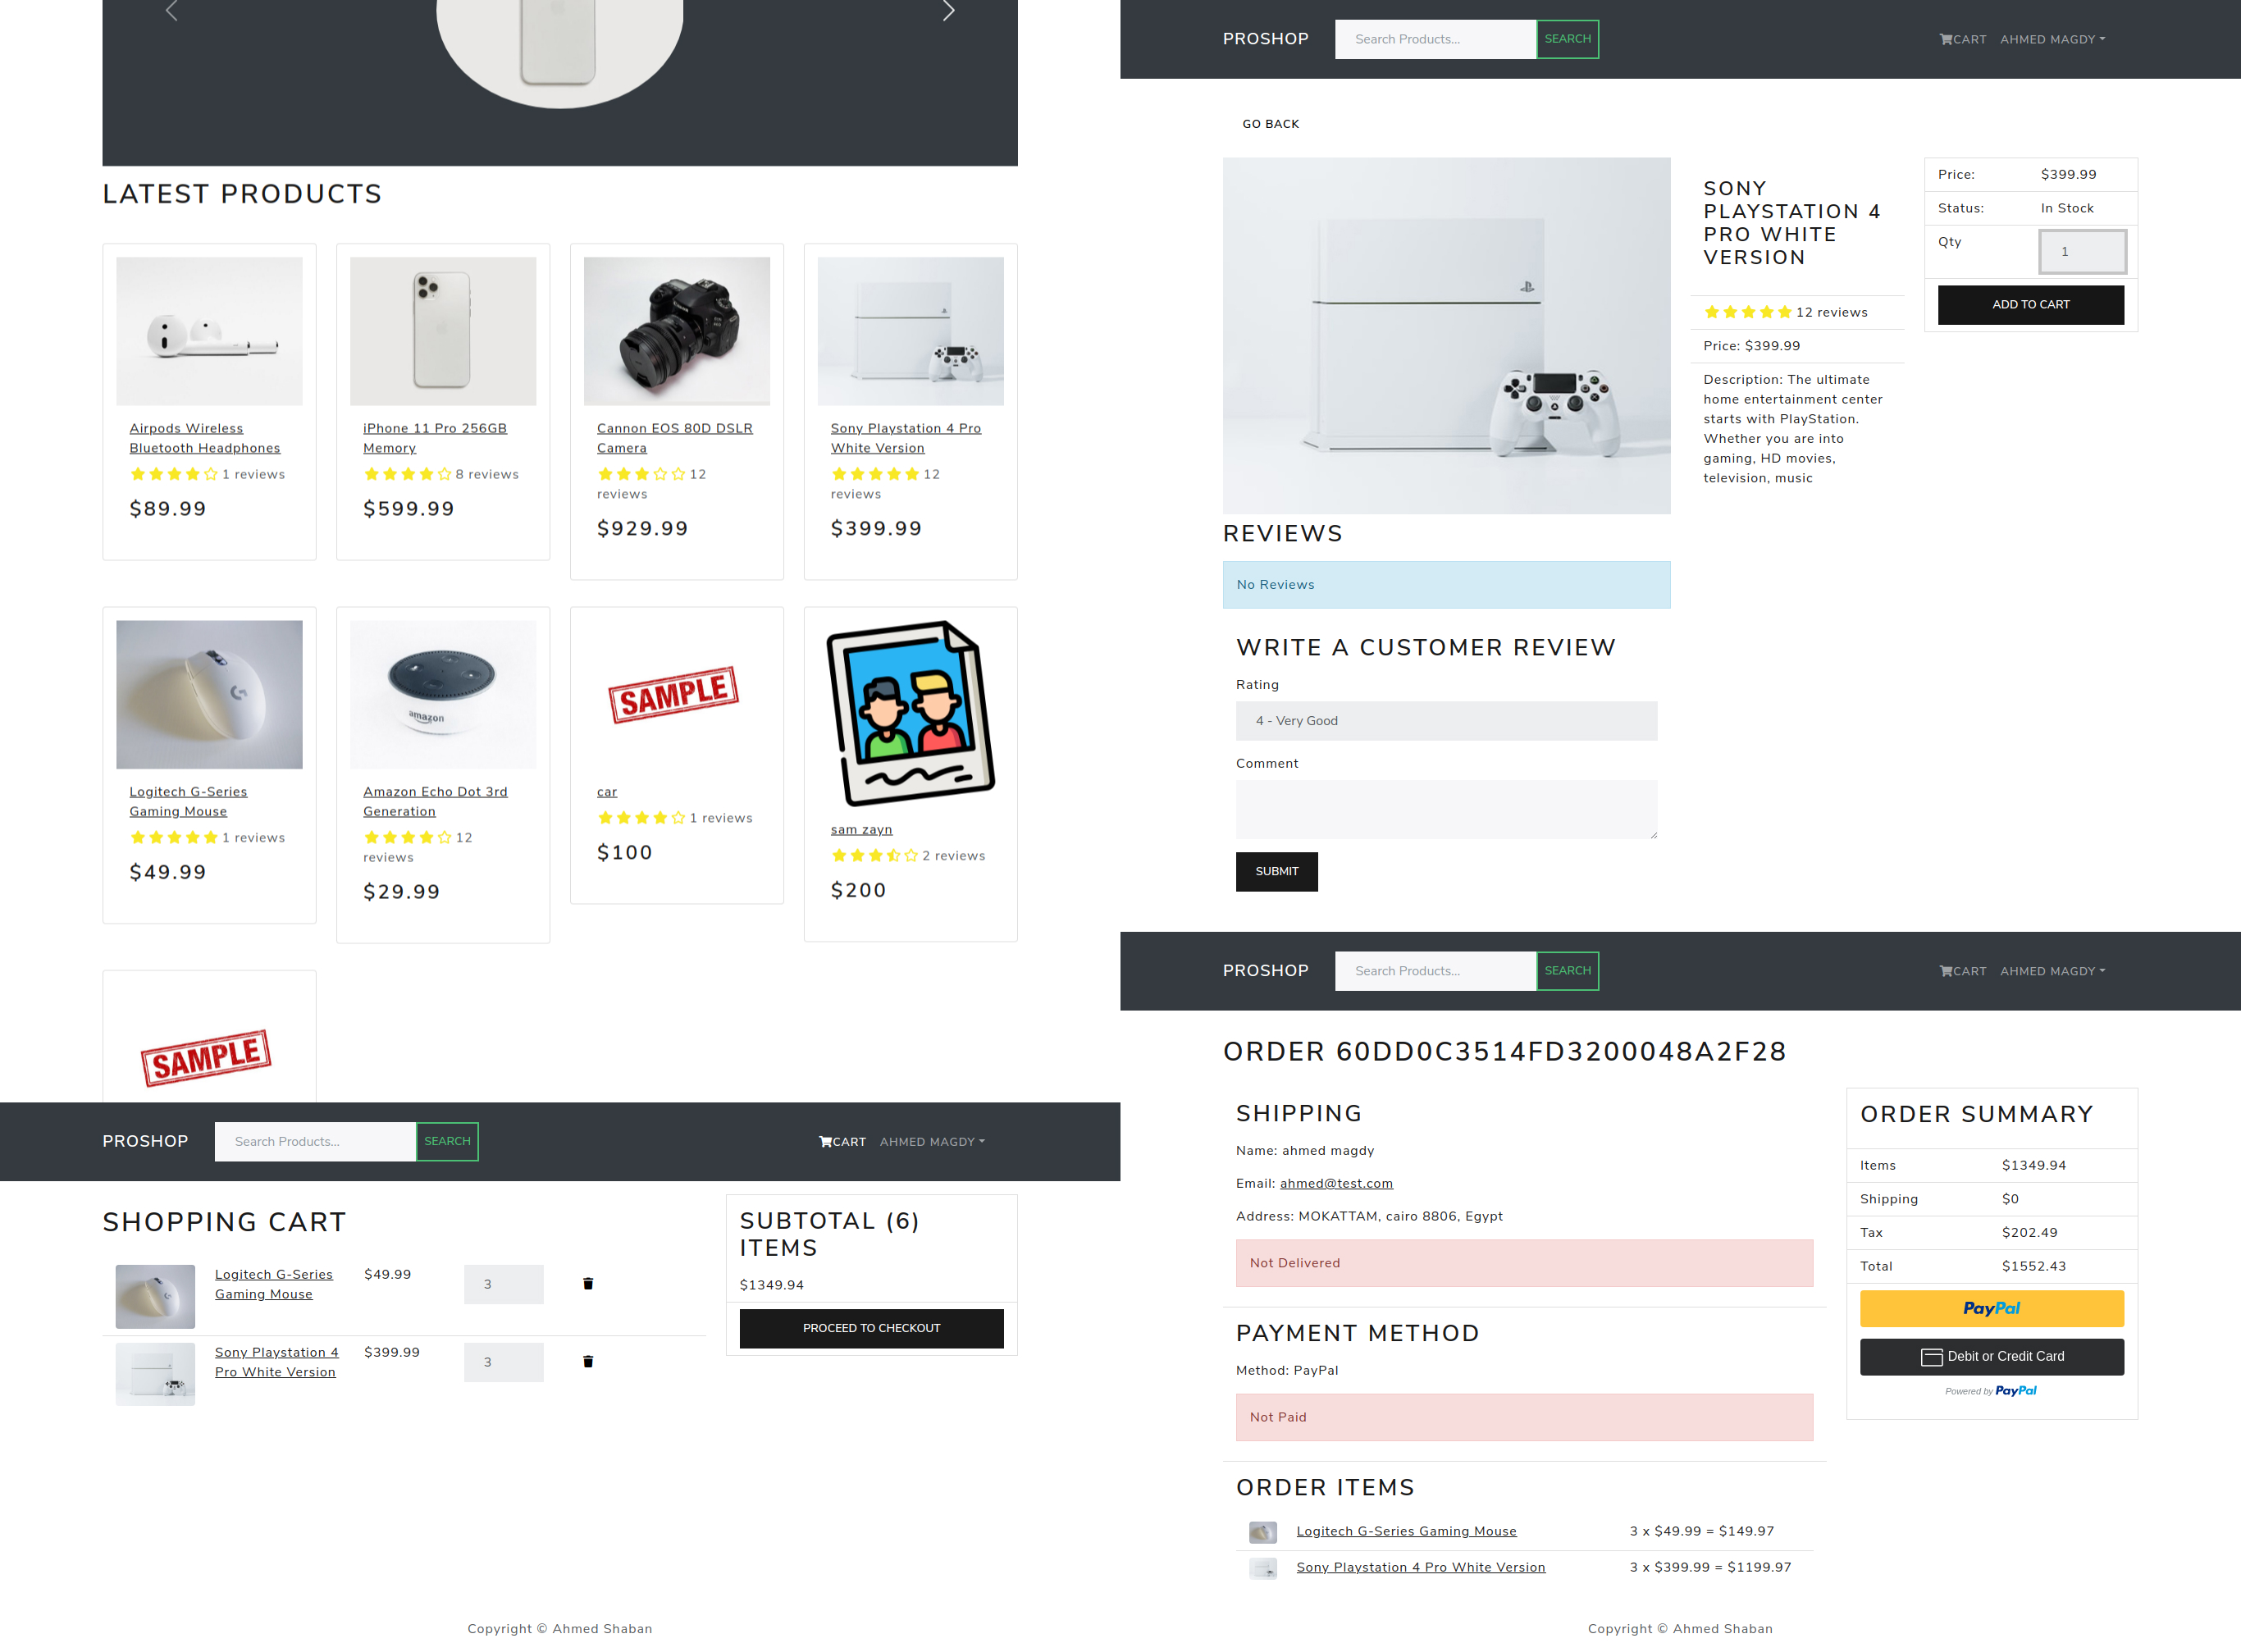 LATEST PRODUCTS
Airpods Wireless
Bluetooth Headphones
1 reviews
$89.99
iPhone 11 Pro 256GB
Memory
8 reviews
$599.99
Canon
Cannon EOS 80D DSLR
Camera
12
reviews
$929.99
Sony Playstation 4 Pro
White Version
12
reviews
$399.99
Logitech G-Series
Gaming Mouse
1 reviews
$49.99
amazon
Amazon Echo Dot 3rd
Generation
12
reviews
$29.99
SAMPLE
car
1 reviews
$100
sam zayn
2 reviews
$200
SAMPLE
PROSHOP
Search Products...
SEARCH
CART
AHMED MAGDY
SHOPPING CART
Logitech G-Series
Gaming Mouse
$49.99
3
Sony Playstation 4
Pro White Version
$399.99
3
SUBTOTAL (6)
ITEMS
$1349.94
PROCEED TO CHECKOUT
Copyright © Ahmed Shaban
PROSHOP
Search Products...
SEARCH
CART
AHMED MAGDY
GO BACK
SONY
PLAYSTATION 4
PRO WHITE
VERSION
12 reviews
Price: $399.99
Description: The ultimate
home entertainment center
starts with PlayStation.
Whether you are into
gaming, HD movies,
television, music
Price: $399.99
Status: In Stock
Qty 1
ADD TO CART
REVIEWS
No Reviews
WRITE A CUSTOMER REVIEW
Rating
4 - Very Good
Comment
SUBMIT
PROSHOP
Search Products...
SEARCH
CART
AHMED MAGDY
ORDER 60DD0C3514FD3200048A2F28
SHIPPING
Name: ahmed magdy
Email: ahmed@test.com
Address: MOKATTAM, cairo 8806, Egypt
Not Delivered
PAYMENT METHOD
Method: PayPal
Not Paid
ORDER ITEMS
Logitech G-Series Gaming Mouse 3 x $49.99 = $149.97
Sony Playstation 4 Pro White Version 3 x $399.99 = $1199.97
ORDER SUMMARY
Items $1349.94
Shipping $0
Tax $202.49
Total $1552.43
PayPal
Debit or Credit Card
Powered by PayPal
Copyright © Ahmed Shaban